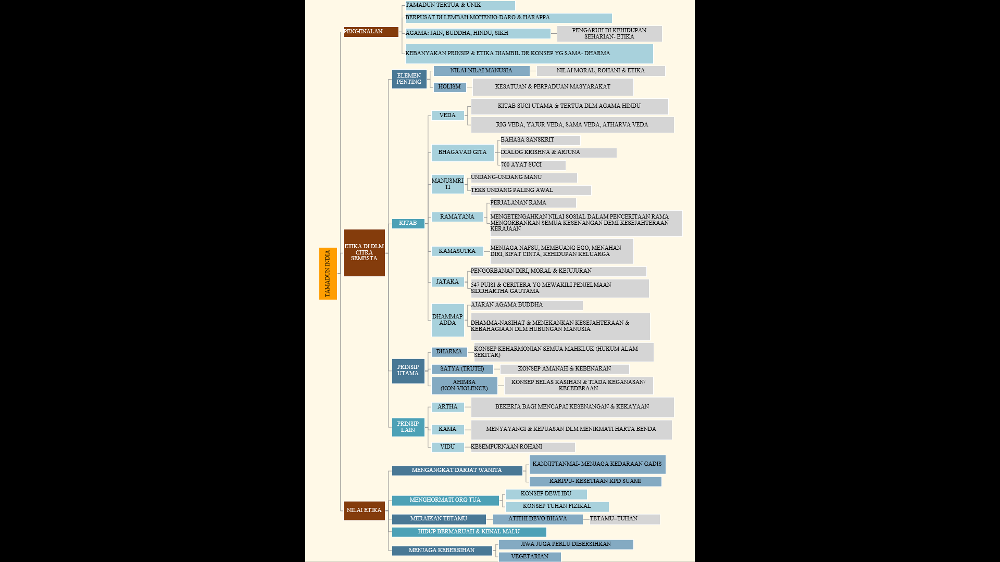 TAMADUN INDIA
PENGENALAN
TAMADUN TERTUA & UNIK
BERPUSAT DI LEMBAH MOHENJO-DARO & HARAPPA
AGAMA: JAIN, BUDDHA, HINDU, SIKH
PENGARUH DI KEHIDUPAN
SEHARIAN- ETIKA
KEBANYAKAN PRINSIP & ETIKA DIAMBIL DR KONSEP YG SAMA- DHARMA
ETIKA DI DLM
CITRA
SEMESTA
ELEMEN
PENTING
NILAI-NILAI MANUSIA
NILAI MORAL, ROHANI & ETIKA
HOLISM
KESATUAN & PERPADUAN MASYARAKAT
KITAB
VEDA
KITAB SUCI UTAMA & TERTUA DLM AGAMA HINDU
RIG VEDA, YAJUR VEDA, SAMA VEDA, ATHARVA VEDA
BHAGAVAD GITA
BAHASA SANSKRIT
DIALOG KRISHNA & ARJUNA
700 AYAT SUCI
MANUSMRI
TI
UNDANG-UNDANG MANU
TEKS UNDANG PALING AWAL
RAMAYANA
PERJALANAN RAMA
MENGETENGAHKAN NILAI SOSIAL DALAM PENCERITAAN RAMA
MENGORBANKAN SEMUA KESENANGAN DEMI KESEJAHTERAAN
KERAJAAN
KAMASUTRA
MENJAGA NAFSU, MEMBUANG EGO, MENAHAN
DIRI, SIFAT CINTA, KEHIDUPAN KELUARGA
JATAKA
PENGORBANAN DIRI, MORAL & KEJUJURAN
547 PUISI & CERITERA YG MEWAKILI PENJELMAAN
SIDDHARTHA GAUTAMA
DHAMMAP
ADDA
AJARAN AGAMA BUDDHA
DHAMMA-NASIHAT & MENEKANKAN KESEJAHTERAAN &
KEBAHAGIAAN DLM HUBUNGAN MANUSIA
PRINSIP
UTAMA
DHARMA
KONSEP KEHARMONIAN SEMUA MAHKLUK (HUKUM ALAM
SEKITAR)
SATYA (TRUTH)
KONSEP AMANAH & KEBENARAN
AHIMSA
(NON-VIOLENCE)
KONSEP BELAS KASIHAN & TIADA KEGANASAN/
KECEDERAAN
PRINSIP
LAIN
ARTHA
BEKERJA BAGI MENCAPAI KESENANGAN & KEKAYAAN
KAMA
MENYAYANGI & KEPUASAN DLM MENIKMATI HARTA BENDA
VIDU
KESEMPURNAAN ROHANI
NILAI ETIKA
MENGANGKAT DARJAT WANITA
KANNITTANMAI- MENJAGA KEDARAAN GADIS
KARPPU- KESETIAAN KPD SUAMI
MENGHORMATI ORG TUA
KONSEP DEWI IBU
KONSEP TUHAN FIZIKAL
MERAIKAN TETAMU
ATITHI DEVO BHAVA
TETAMU=TUHAN
HIDUP BERMARUAH & KENAL MALU
MENJAGA KEBERSIHAN
JIWA JUGA PERLU DIBERSIHKAN
VEGETARIAN